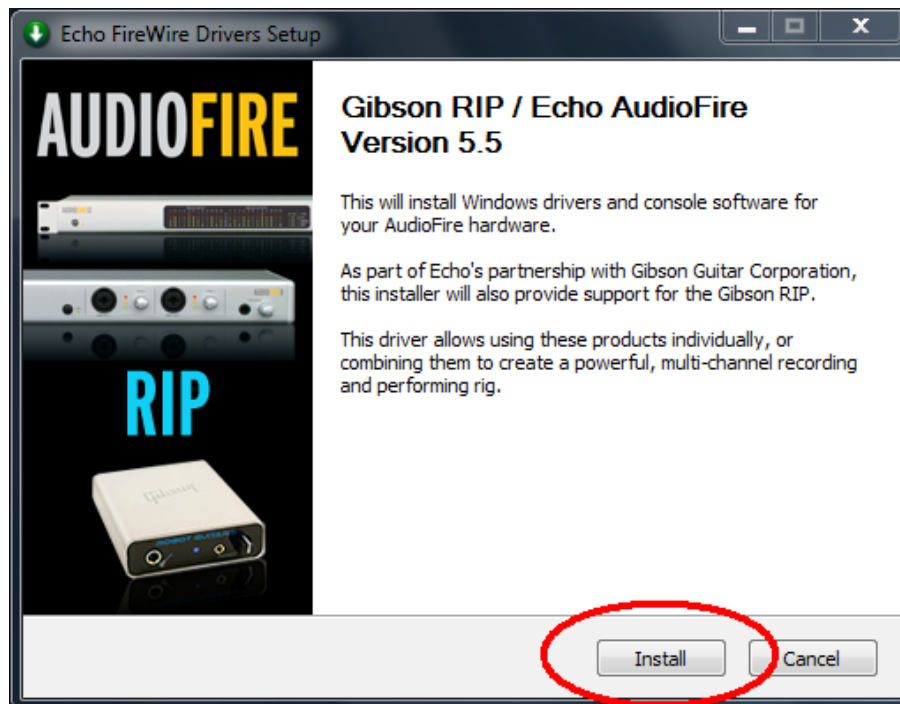 Echo FireWire Drivers Setup
AUDIOFIRE
RIP
Gibson
ROBOT GUITAR
Gibson RIP / Echo AudioFire
Version 5.5
This will install Windows drivers and console software for
your AudioFire hardware.
As part of Echo's partnership with Gibson Guitar Corporation,
this installer will also provide support for the Gibson RIP.
This driver allows using these products individually, or
combining them to create a powerful, multi-channel recording
and performing rig.
Install
Cancel